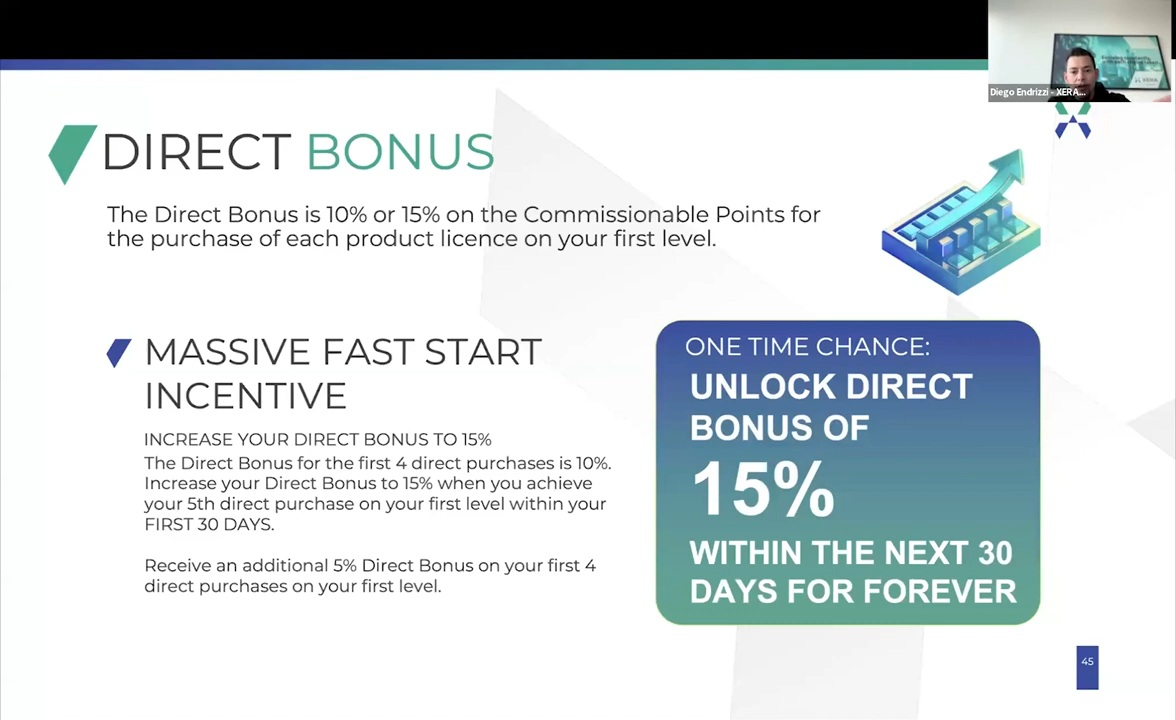 Diego Endrizzi - XERA...
DIRECT BONUS
The Direct Bonus is 10% or 15% on the Commissionable Points for
the purchase of each product licence on your first level.
MASSIVE FAST START
INCENTIVE
INCREASE YOUR DIRECT BONUS TO 15%
The Direct Bonus for the first 4 direct purchases is 10%.
Increase your Direct Bonus to 15% when you achieve
your 5th direct purchase on your first level within your
FIRST 30 DAYS.
Receive an additional 5% Direct Bonus on your first 4
direct purchases on your first level.
ONE TIME CHANCE:
UNLOCK DIRECT
BONUS OF
15%
WITHIN THE NEXT 30
DAYS FOR FOREVER
45